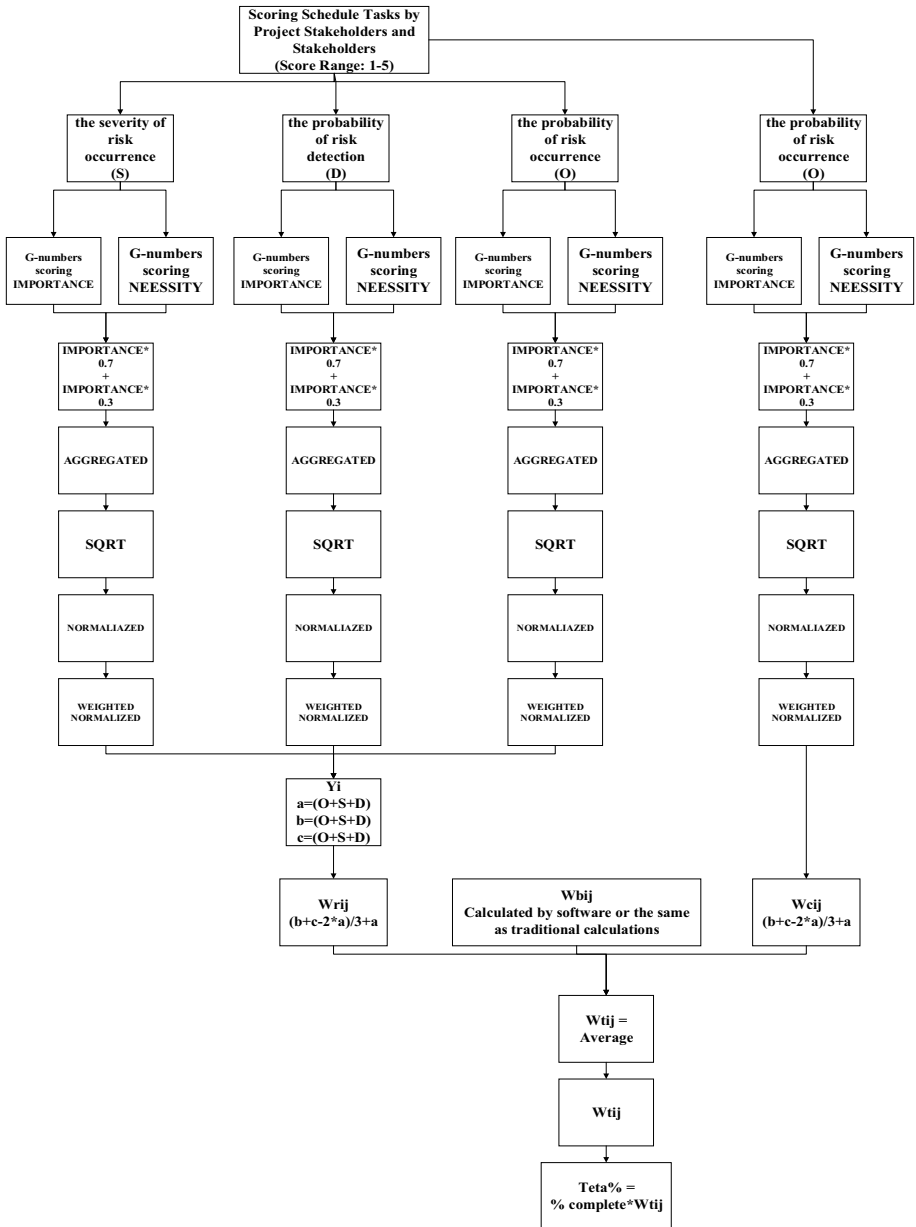 Scoring Schedule Tasks by
Project Stakeholders and
Stakeholders
(Score Range: 1-5)
the severity of
risk
occurrence
(S)
the probability
of risk
detection
(D)
the probability
of risk
occurrence
(O)
the probability
of risk
occurrence
(O)
G-numbers
scoring
IMPORTANCE
G-numbers
scoring
NEESSITY
G-numbers
scoring
IMPORTANCE
G-numbers
scoring
NEESSITY
G-numbers
scoring
IMPORTANCE
G-numbers
scoring
NEESSITY
G-numbers
scoring
IMPORTANCE
G-numbers
scoring
NEESSITY
IMPORTANCE*
0.7
+
IMPORTANCE*
0.3
IMPORTANCE*
0.7
+
IMPORTANCE*
0.3
IMPORTANCE*
0.7
+
IMPORTANCE*
0.3
IMPORTANCE*
0.7
+
IMPORTANCE*
0.3
AGGREGATED
AGGREGATED
AGGREGATED
AGGREGATED
SQRT
SQRT
SQRT
SQRT
NORMALIAZED
NORMALIAZED
NORMALIAZED
NORMALIAZED
WEIGHTED
NORMALIZED
WEIGHTED
NORMALIZED
WEIGHTED
NORMALIZED
WEIGHTED
NORMALIZED
Yi
a=(O+S+D)
b=(O+S+D)
c=(O+S+D)
Wrij
(b+c-2*a)/3+a
Wbij
Calculated by software or the same
as traditional calculations
Wcij
(b+c-2*a)/3+a
Wtij =
Average
Wtij
Teta% =
% complete*Wtij